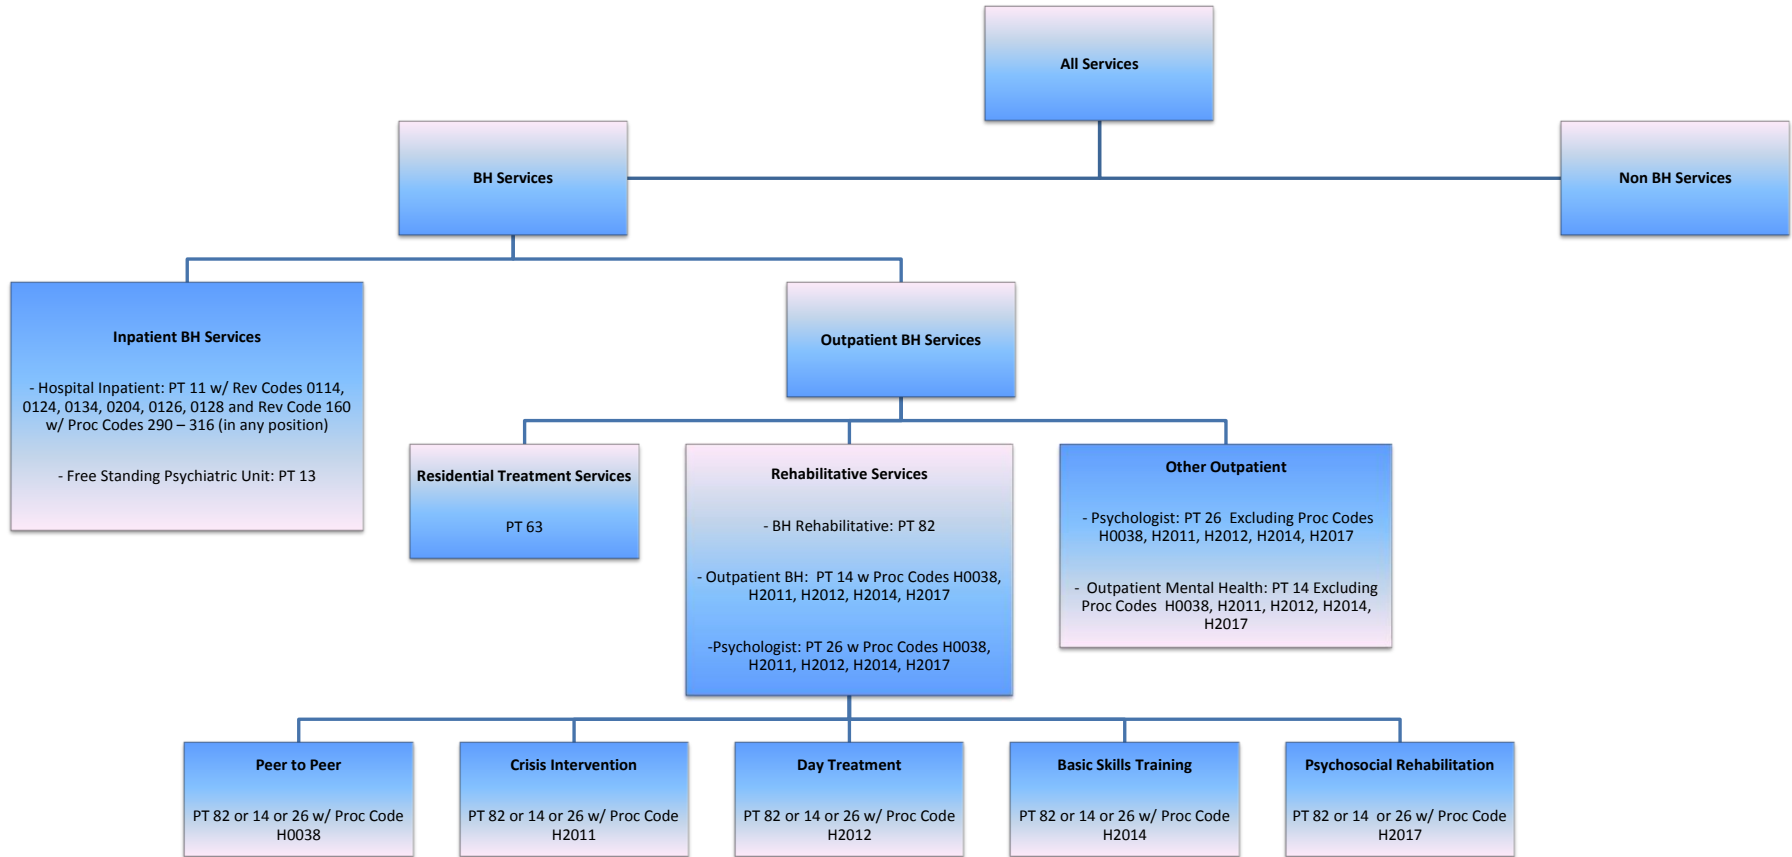 All Services
BH Services
Non BH Services
Inpatient BH Services
- Hospital Inpatient: PT 11 w/ Rev Codes 0114,
0124, 0134, 0204, 0126, 0128 and Rev Code 160
w/ Proc Codes 290 – 316 (in any position)
- Free Standing Psychiatric Unit: PT 13
Outpatient BH Services
Residential Treatment Services
PT 63
Rehabilitative Services
- BH Rehabilitative: PT 82
- Outpatient BH: PT 14 w Proc Codes H0038,
H2011, H2012, H2014, H2017
-Psychologist: PT 26 w Proc Codes H0038,
H2011, H2012, H2014, H2017
Other Outpatient
- Psychologist: PT 26 Excluding Proc Codes
H0038, H2011, H2012, H2014, H2017
- Outpatient Mental Health: PT 14 Excluding
Proc Codes H0038, H2011, H2012, H2014,
H2017
Peer to Peer
PT 82 or 14 or 26 w/ Proc Code
H0038
Crisis Intervention
PT 82 or 14 or 26 w/ Proc Code
H2011
Day Treatment
PT 82 or 14 or 26 w/ Proc Code
H2012
Basic Skills Training
PT 82 or 14 or 26 w/ Proc Code
H2014
Psychosocial Rehabilitation
PT 82 or 14 or 26 w/ Proc Code
H2017